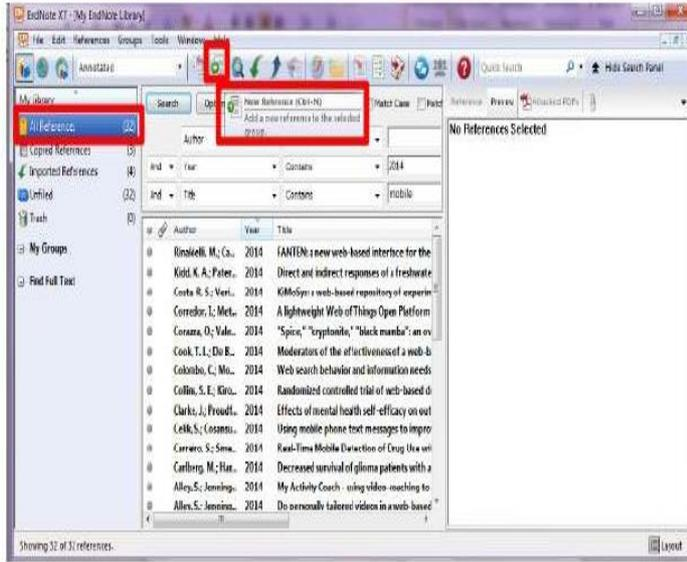 EndNote X7 - [My EndNote Library]
File Edit References Groups Tools Window Help
Annotated
Quick Search
Hide Search Panel
My Library
All References (32)
Copied References (3)
Imported References (4)
Unfiled (32)
Trash (0)
My Groups
Find Full Text
Search
New Reference (Ctrl+N)
Add a new reference to the selected
group.
Match Case
Match
Author
And Year Contains 2014
And Title Contains mobile
Author Year Title
Rinaldelli, M.; Ca... 2014 FANTEN: a new web-based interface for the
Kidd, K. A.; Pater... 2014 Direct and indirect responses of a freshwate
Costa R. S.; Veri... 2014 KiMoSys: a web-based repository of experim
Corredor, I.; Met... 2014 A lightweight Web of Things Open Platform
Corazza, O.; Vale... 2014 "Spice," "kryptonite," "black mamba": an ov
Cook, T. L.; De B... 2014 Moderators of the effectiveness of a web-b
Colombo, C.; Mo... 2014 Web search behavior and information needs
Collins, S. E.; Kiro... 2014 Randomized controlled trial of web-based di
Clarke, J.; Proudf... 2014 Effects of mental health self-efficacy on out
Celik, S.; Cosansu... 2014 Using mobile phone text messages to impro
Carreiro, S.; Sme... 2014 Real-Time Mobile Detection of Drug Use wit
Carlberg, M.; Har... 2014 Decreased survival of glioma patients with a
Alley, S.; Jenning... 2014 My Activity Coach - using video-coaching to
Alley, S.; Jenning... 2014 Do personally tailored videos in a web-based
Reference Preview Attached PDFs
No References Selected
Showing 32 of 32 references.
Layout